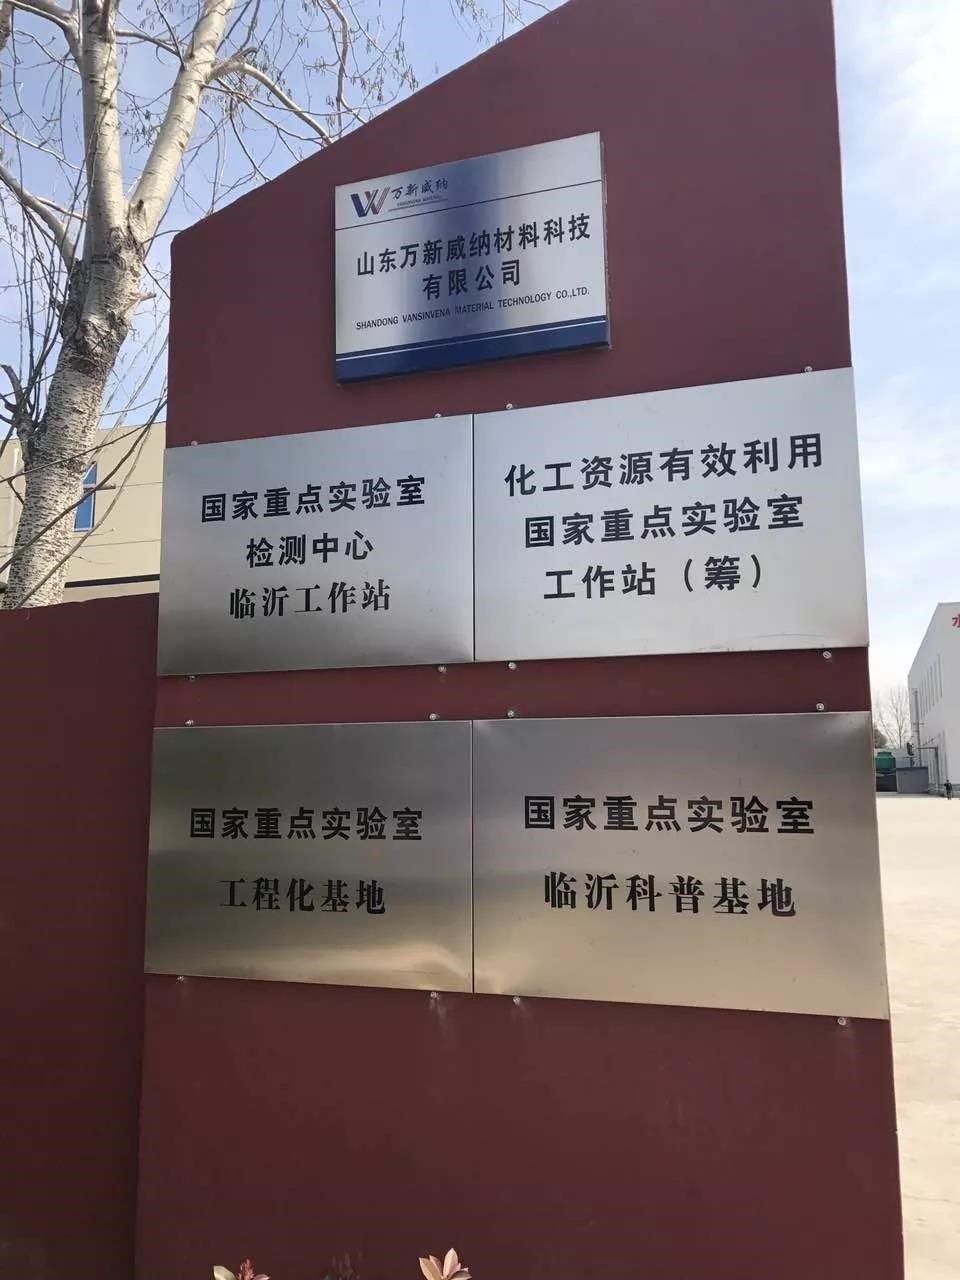 万新威纳
VANSINVENA MATERIAL
山东万新威纳材料科技
有限公司
SHANDONG VANSINVENA MATERIAL TECHNOLOGY CO.,LTD.
国家重点实验室
检测中心
临沂工作站
化工资源有效利用
国家重点实验室
工作站（筹）
国家重点实验室
工程化基地
国家重点实验室
临沂科普基地